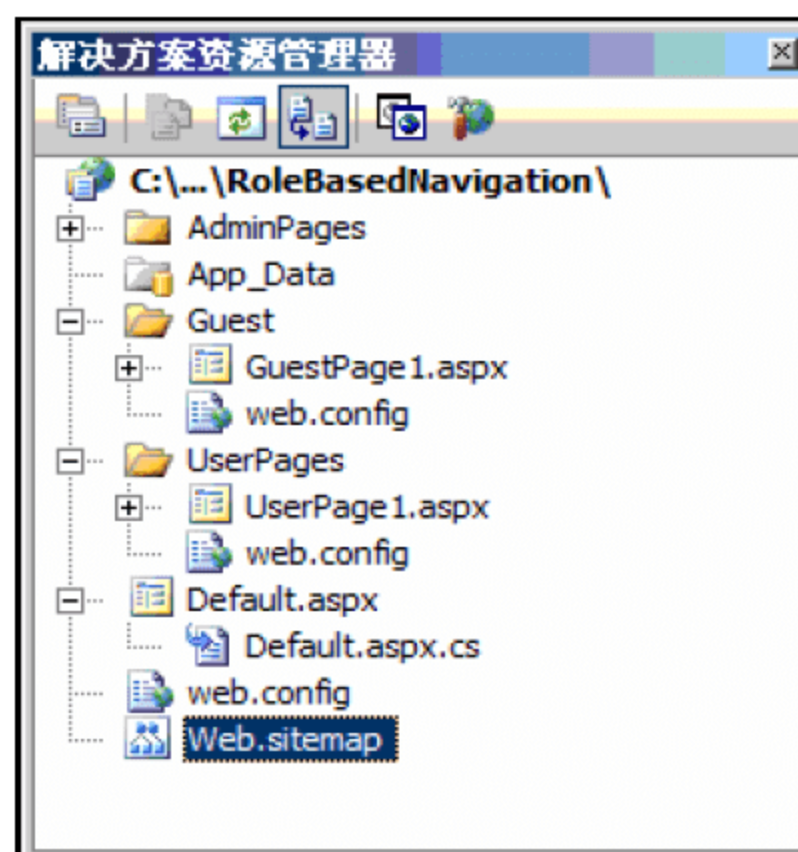 解决方案资源管理器
C:\...\RoleBasedNavigation\
AdminPages
App_Data
Guest
GuestPage1.aspx
web.config
UserPages
UserPage1.aspx
web.config
Default.aspx
Default.aspx.cs
web.config
Web.sitemap